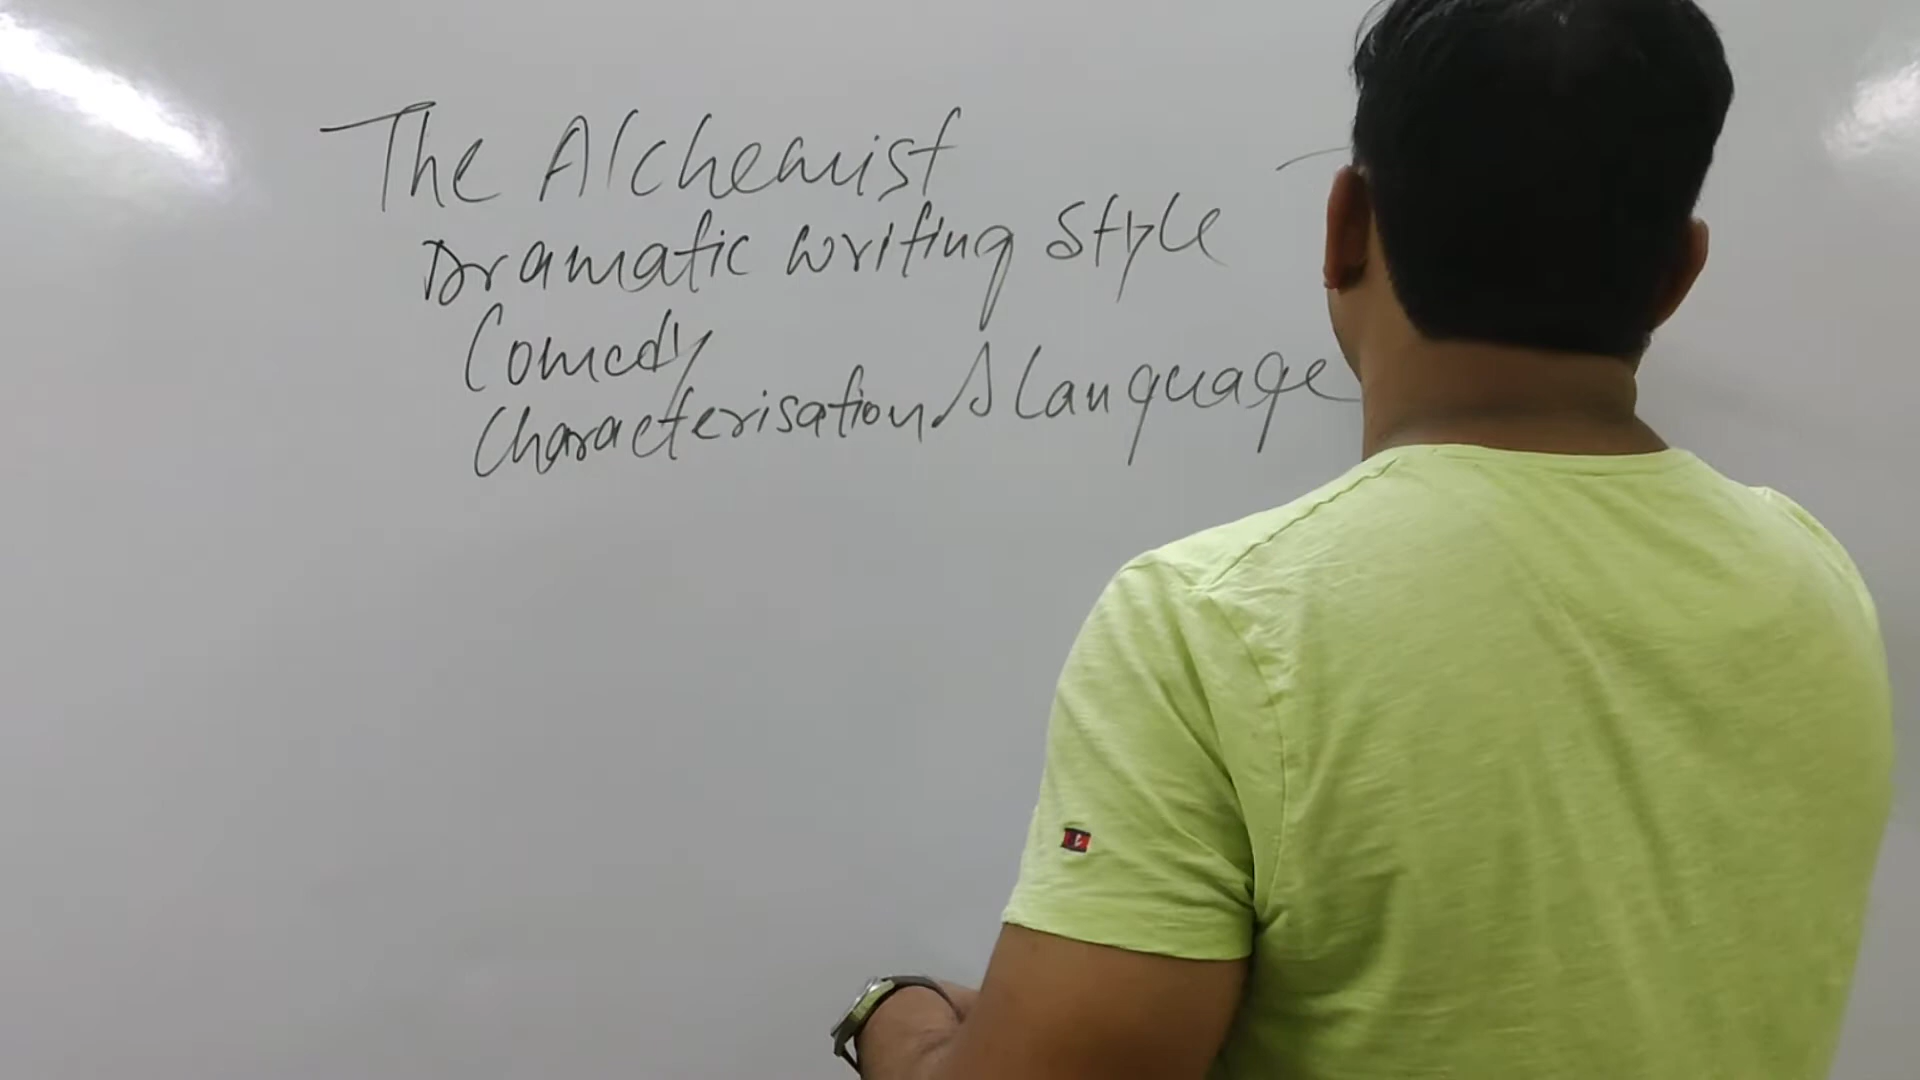 The Alchemist
Dramatic writing style
Comedy
Characterisation & language